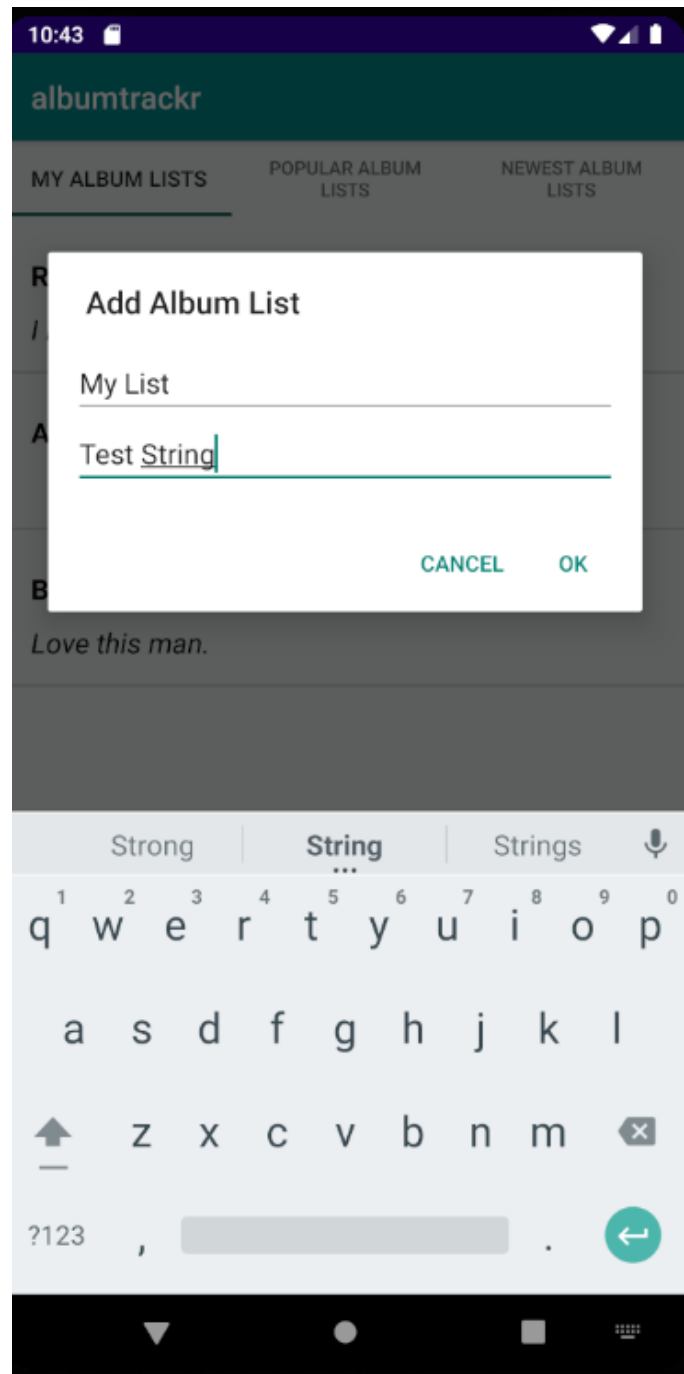 10:43
albumtrackr
MY ALBUM LISTS
POPULAR ALBUM
LISTS
NEWEST ALBUM
LISTS
R
I
Add Album List
My List
A
Test String
CANCEL OK
B
Love this man.
Strong String Strings
1 2 3 4 5 6 7 8 9 0
q w e r t y u i o p
a s d f g h j k l
z x c v b n m
?123 , .